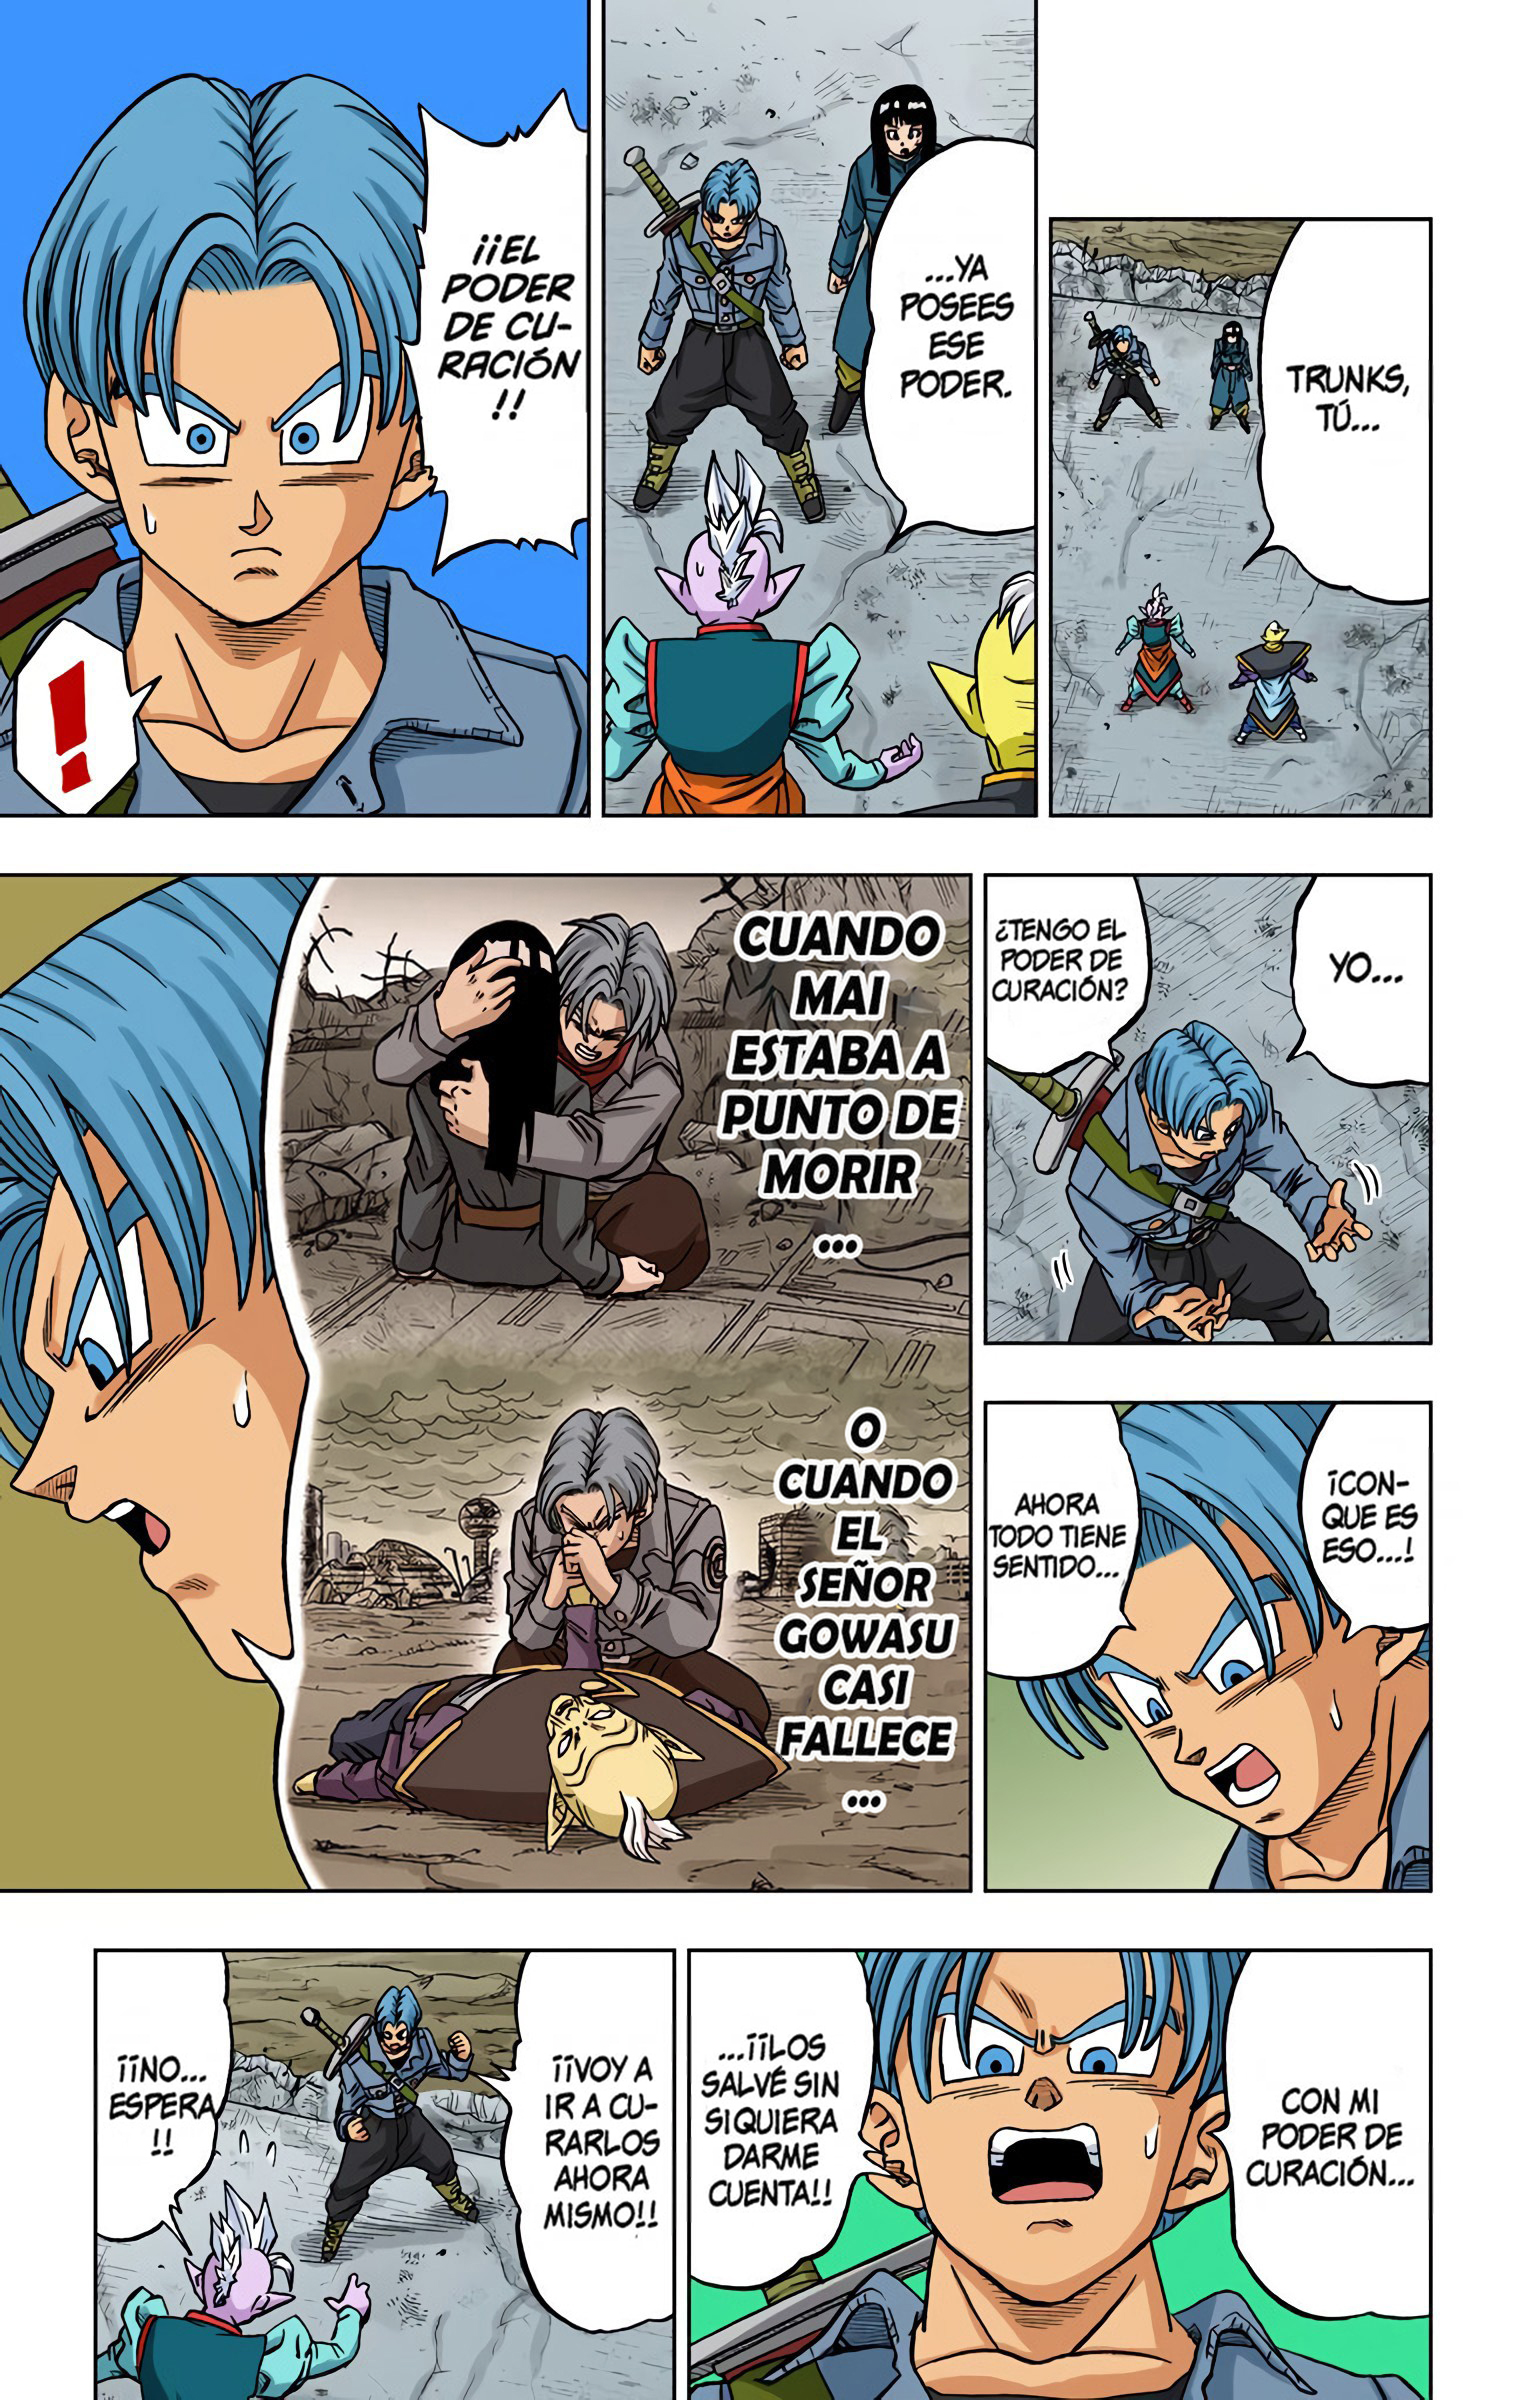 TRUNKS,
TÚ...
...YA
POSEES
ESE
PODER.
¡¡EL
PODER
DE CU-
RACIÓN
!!
!
YO...
¿TENGO EL
PODER DE
CURACIÓN?
¡CON-
QUE ES
ESO...!
AHORA
TODO TIENE
SENTIDO...
CUANDO
MAI
ESTABA A
PUNTO DE
MORIR
...
O
CUANDO
EL
SEÑOR
GOWASU
CASI
FALLECE
...
CON MI
PODER DE
CURACIÓN...
...¡¡LOS
SALVÉ SIN
SIQUIERA
DARME
CUENTA!!
¡¡VOY A
IR A CU-
RARLOS
AHORA
MISMO!!
¡¡NO...
ESPERA
!!